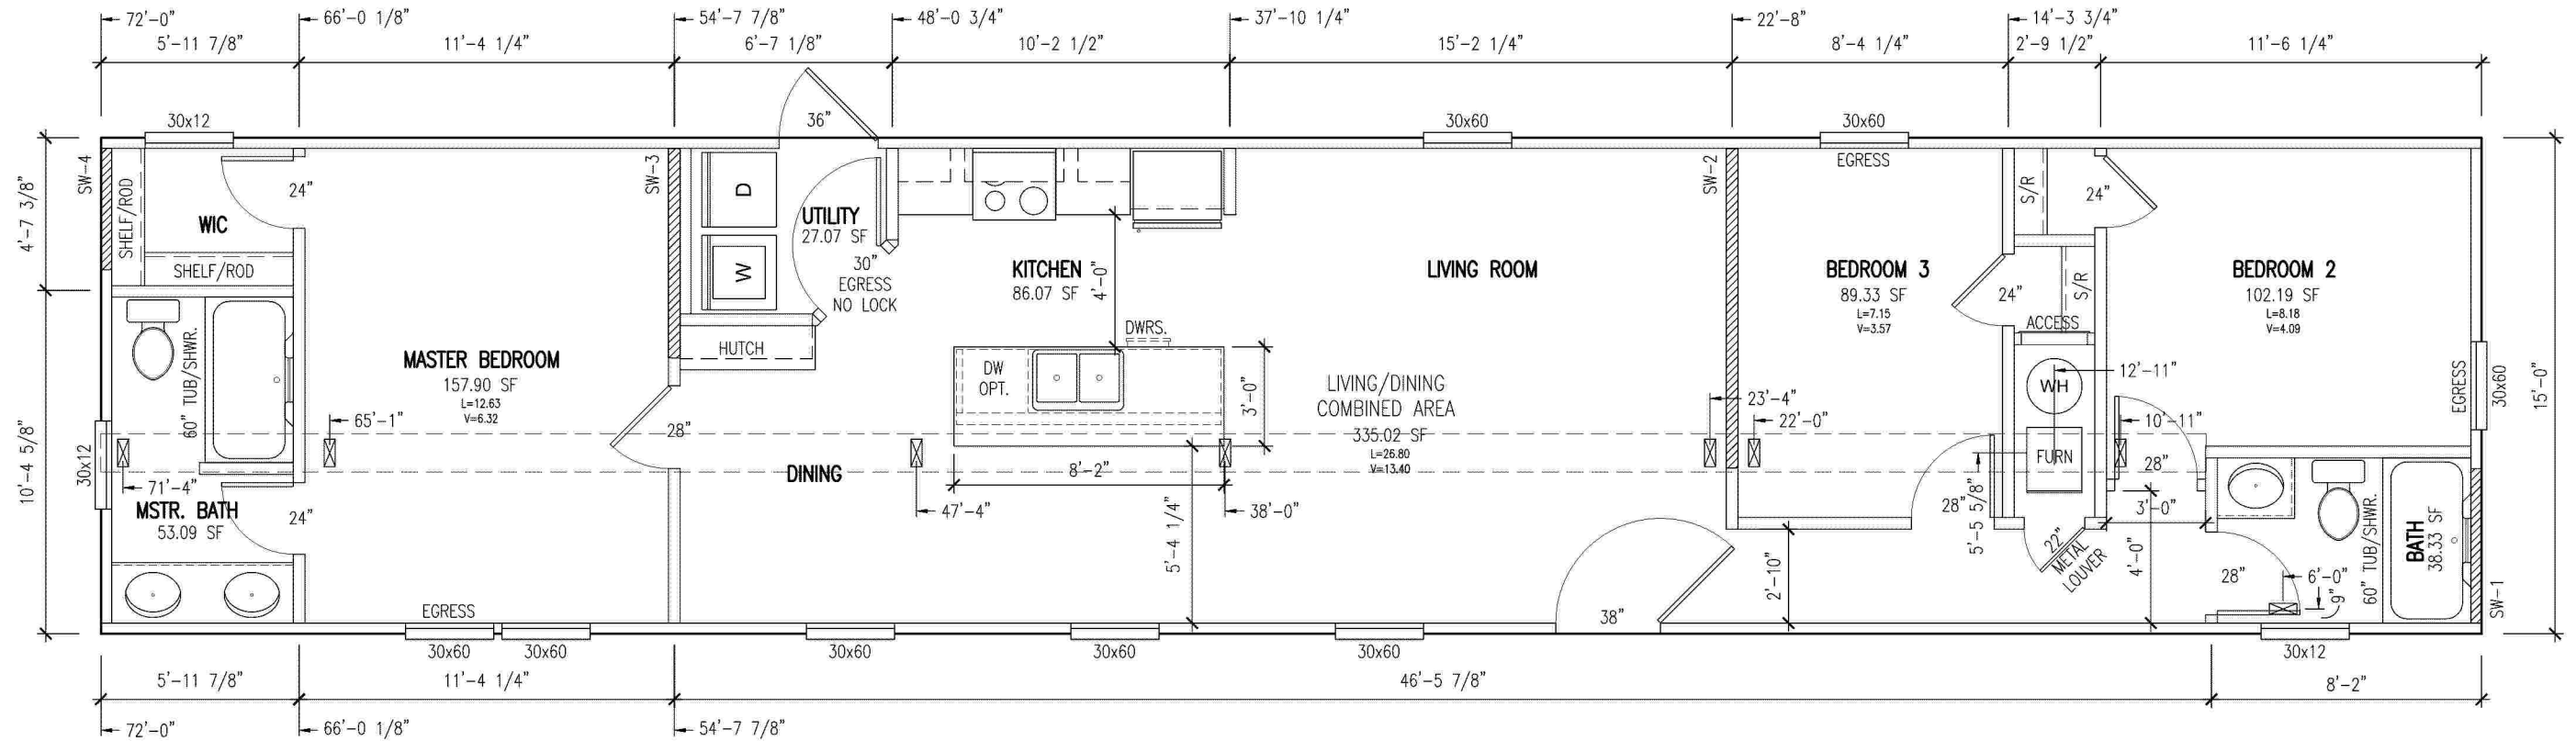 72'-0"
66'-0 1/8"
54'-7 7/8"
48'-0 3/4"
37'-10 1/4"
22'-8"
14'-3 3/4"
5'-11 7/8"
11'-4 1/4"
6'-7 1/8"
10'-2 1/2"
15'-2 1/4"
8'-4 1/4"
2'-9 1/2"
11'-6 1/4"
30x12
36"
30x60
30x60
4'-7 3/8"
10'-4 5/8"
SW-4
SHELF/ROD
24"
WIC
SHELF/ROD
60" TUB/SHWR.
30x12
71'-4"
MSTR. BATH
53.09 SF
24"
SW-3
MASTER BEDROOM
157.90 SF
L=12.63
V=6.32
65'-1"
EGRESS
28"
D
W
UTILITY
27.07 SF
30"
EGRESS
NO LOCK
HUTCH
KITCHEN
86.07 SF
4'-0"
DWRS.
DW
OPT.
3'-0"
DINING
8'-2"
47'-4"
38'-0"
5'-4 1/4"
LIVING ROOM
LIVING/DINING
COMBINED AREA
335.02 SF
L=26.80
V=13.40
SW-2
23'-4"
22'-0"
38"
2'-10"
EGRESS
BEDROOM 3
89.33 SF
L=7.15
V=3.57
28"
S/R
24"
24"
S/R
ACCESS
WH
12'-11"
FURN
5'-5 5/8"
22"
METAL
LOUVER
10'-11"
28"
3'-0"
4'-0"
BEDROOM 2
102.19 SF
L=8.18
V=4.09
EGRESS
30x60
15'-0"
28"
6'-0"
9"
60" TUB/SHWR.
BATH
38.33 SF
SW-1
30x60
30x60
30x60
30x60
30x60
30x12
5'-11 7/8"
11'-4 1/4"
46'-5 7/8"
8'-2"
72'-0"
66'-0 1/8"
54'-7 7/8"